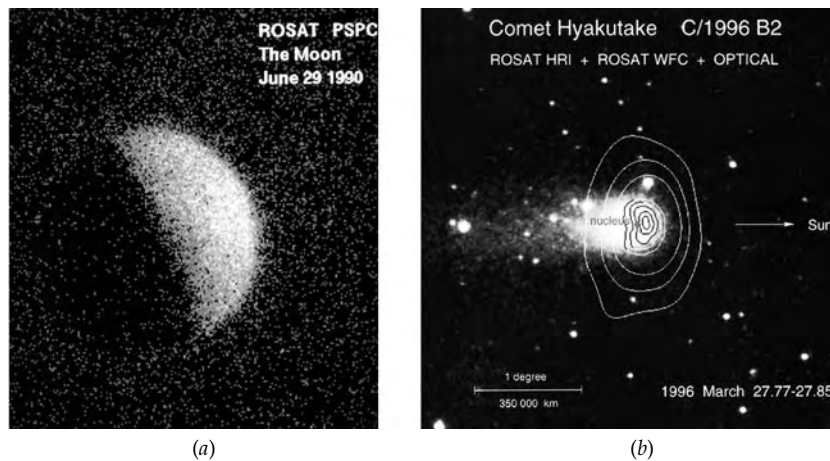 ROSAT PSPC
The Moon
June 29 1990
Comet Hyakutake C/1996 B2
ROSAT HRI + ROSAT WFC + OPTICAL
nucleus
Sun
1 degree
350 000 km
1996 March 27.77-27.85
(a)
(b)